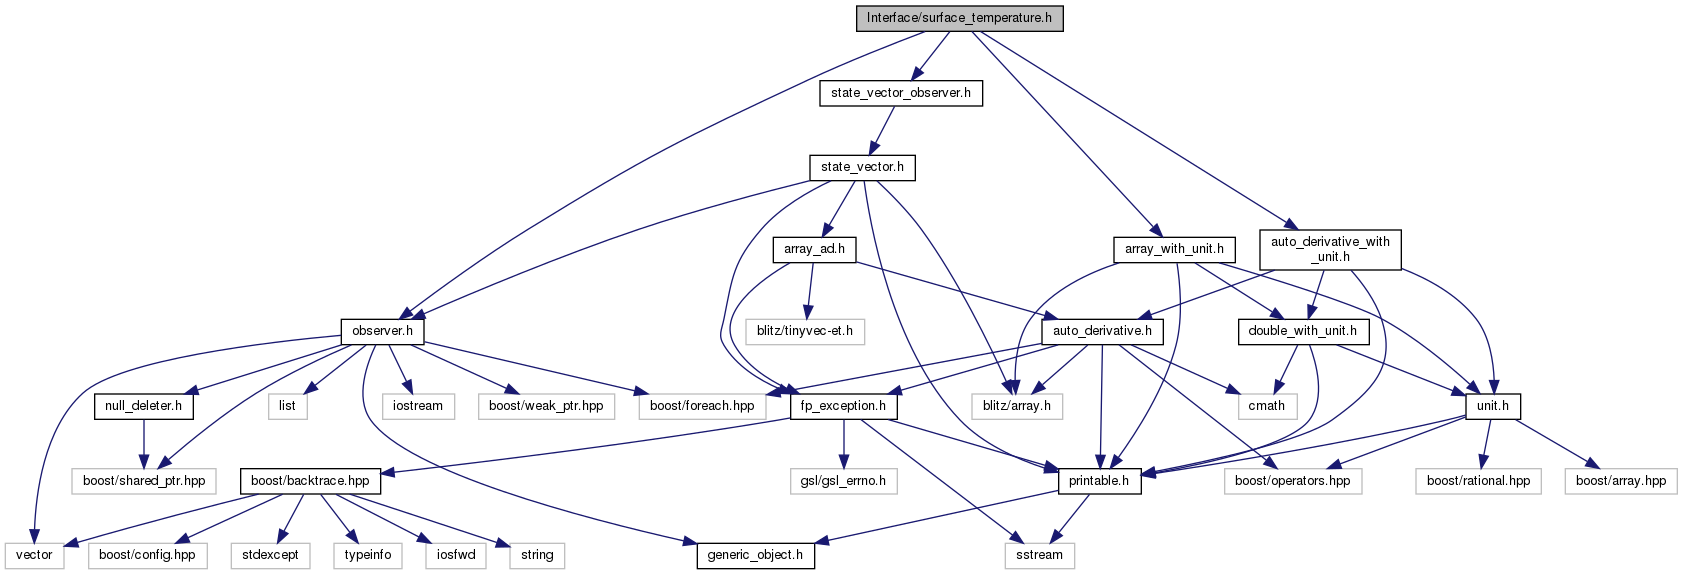 Interface/surface_temperature.h
state_vector_observer.h
state_vector.h
array_ad.h
array_with_unit.h
auto_derivative_with
_unit.h
observer.h
blitz/tinyvec-et.h
auto_derivative.h
double_with_unit.h
null_deleter.h
list
iostream
boost/weak_ptr.hpp
boost/foreach.hpp
fp_exception.h
blitz/array.h
cmath
unit.h
boost/shared_ptr.hpp
boost/backtrace.hpp
gsl/gsl_errno.h
printable.h
boost/operators.hpp
boost/rational.hpp
boost/array.hpp
vector
boost/config.hpp
stdexcept
typeinfo
iosfwd
string
generic_object.h
sstream